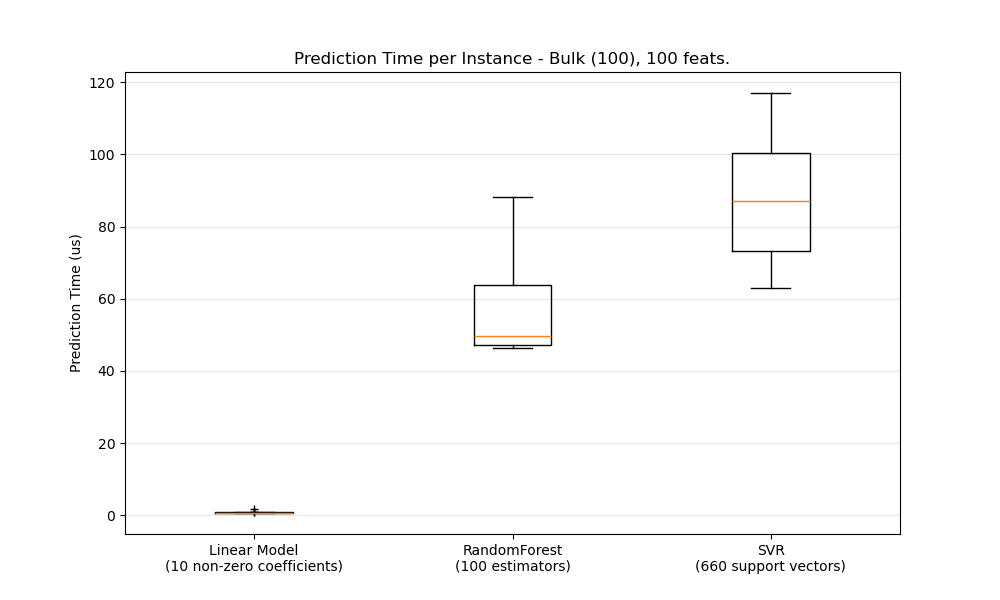 Prediction Time per Instance - Bulk (100), 100 feats.
120
100
80
60
40
20
0
Prediction Time (us)
Linear Model
(10 non-zero coefficients)
RandomForest
(100 estimators)
SVR
(660 support vectors)